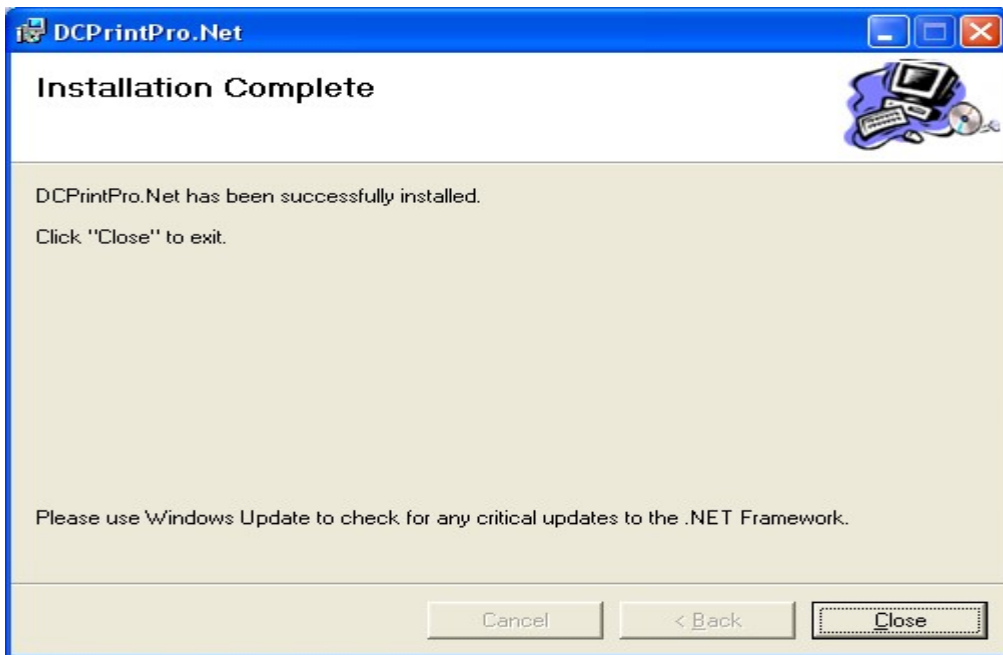 DCPrintPro.Net
Installation Complete
DCPrintPro.Net has been successfully installed.
Click "Close" to exit.
Please use Windows Update to check for any critical updates to the .NET Framework.
Cancel
< Back
Close